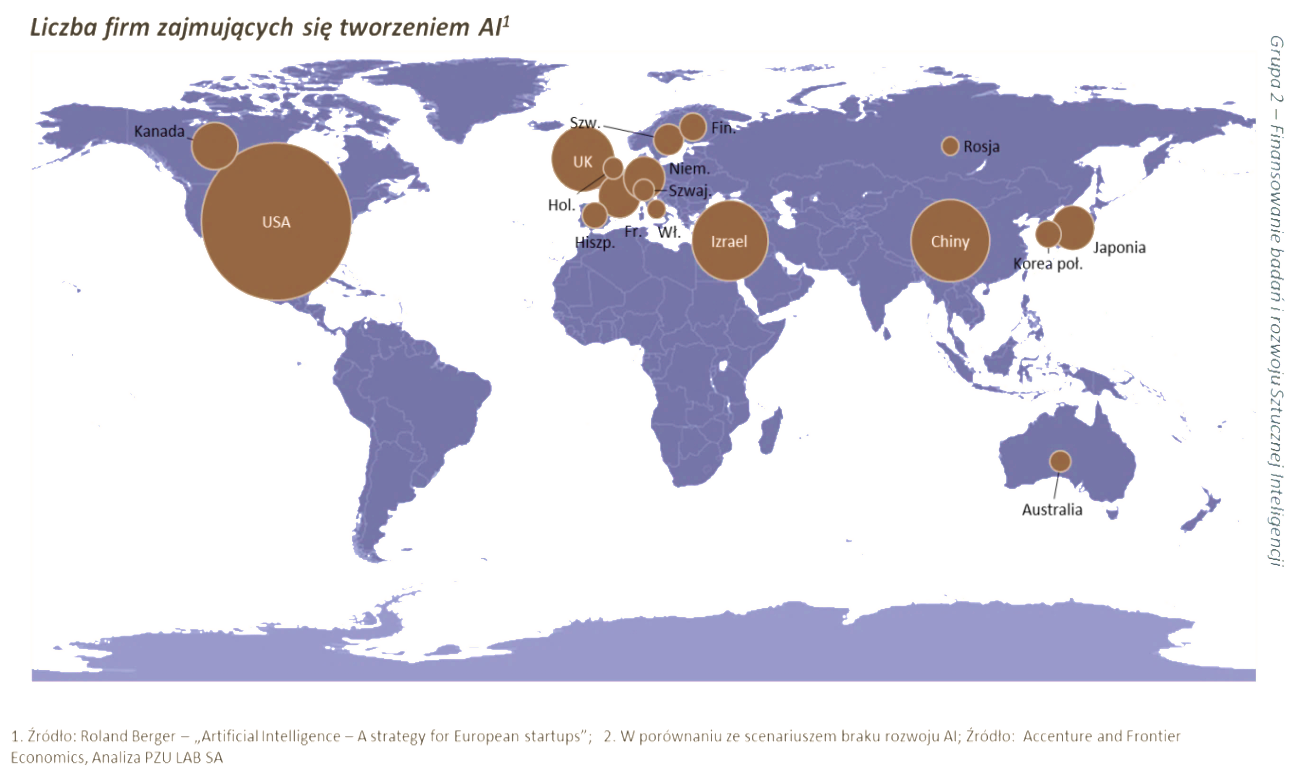 Liczba firm zajmujących się tworzeniem AI1
Grupa 2 – Finansowanie badań i rozwoju Sztucznej Inteligencji
Kanada
USA
Szw.
Fin.
UK
Niem.
Szwaj.
Hol.
Fr.
Wł.
Hiszp.
Izrael
Rosja
Chiny
Japonia
Korea poł.
Australia
1. Źródło: Roland Berger – „Artificial Intelligence – A strategy for European startups”; 2. W porównaniu ze scenariuszem braku rozwoju AI; Źródło: Accenture and Frontier
Economics, Analiza PZU LAB SA